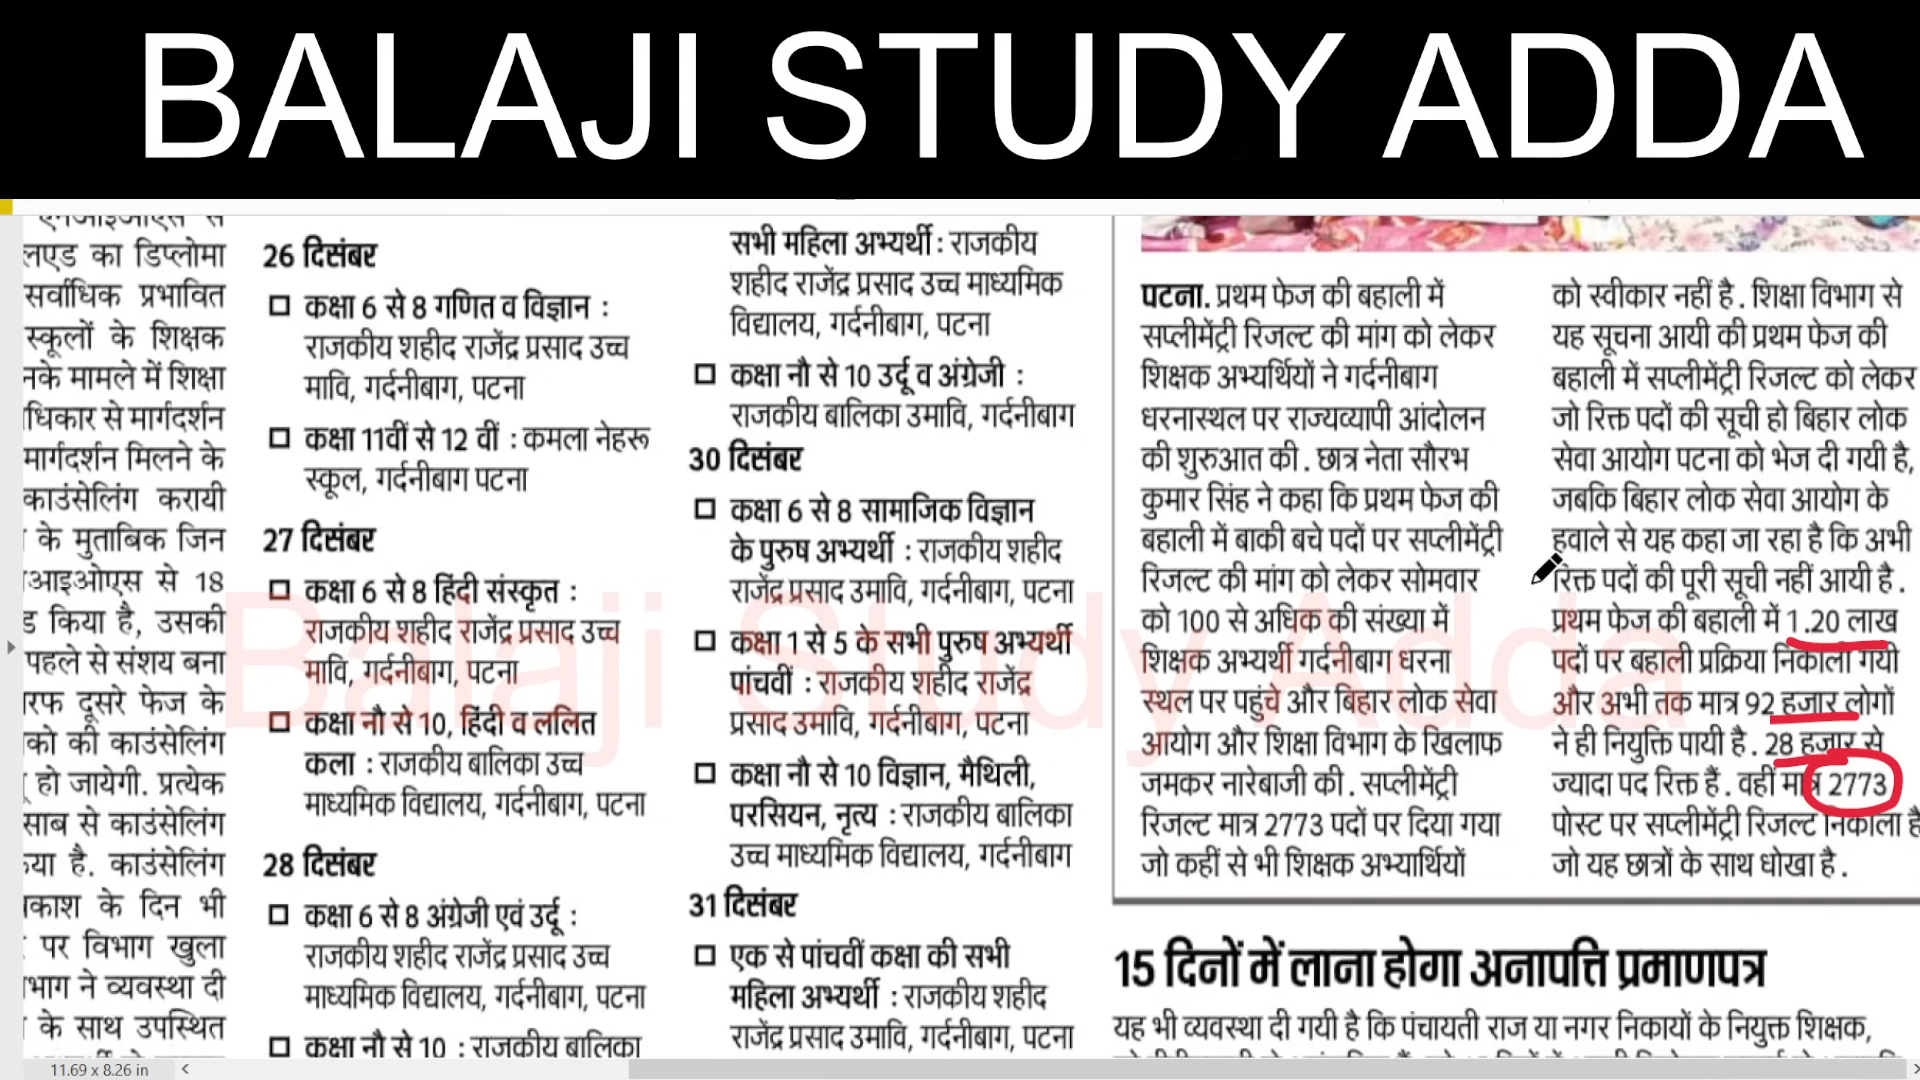 BALAJI STUDY ADDA
लएड का डिप्लोमा
सर्वाधिक प्रभावित
स्कूलों के शिक्षक
के मामले में शिक्षा
धिकार से मार्गदर्शन
मार्गदर्शन मिलने के
काउंसेलिंग करायी
के मुताबिक जिन
आइओएस से 18
किया है, उसकी
पहले से संशय बना
रफ दूसरे फेज के
को की काउंसेलिंग
हो जायेगी. प्रत्येक
साब से काउंसेलिंग
या है. काउंसेलिंग
काश के दिन भी
पर विभाग खुला
भाग ने व्यवस्था दी
के साथ उपस्थित
26 दिसंबर
कक्षा 6 से 8 गणित व विज्ञान :
राजकीय शहीद राजेंद्र प्रसाद उच्च
मावि, गर्दनीबाग, पटना
कक्षा 11वीं से 12 वीं : कमला नेहरू
स्कूल, गर्दनीबाग पटना
27 दिसंबर
कक्षा 6 से 8 हिंदी संस्कृत :
राजकीय शहीद राजेंद्र प्रसाद उच्च
मावि, गर्दनीबाग, पटना
कक्षा नौ से 10, हिंदी व ललित
कला : राजकीय बालिका उच्च
माध्यमिक विद्यालय, गर्दनीबाग, पटना
28 दिसंबर
कक्षा 6 से 8 अंग्रेजी एवं उर्दू :
राजकीय शहीद राजेंद्र प्रसाद उच्च
माध्यमिक विद्यालय, गर्दनीबाग, पटना
कक्षा नौ से 10 : राजकीय बालिका
सभी महिला अभ्यर्थी : राजकीय
शहीद राजेंद्र प्रसाद उच्च माध्यमिक
विद्यालय, गर्दनीबाग, पटना
कक्षा नौ से 10 उर्दू व अंग्रेजी :
राजकीय बालिका उमावि, गर्दनीबाग
30 दिसंबर
कक्षा 6 से 8 सामाजिक विज्ञान
के पुरुष अभ्यर्थी : राजकीय शहीद
राजेंद्र प्रसाद उमावि, गर्दनीबाग, पटना
कक्षा 1 से 5 के सभी पुरुष अभ्यर्थी
पांचवीं : राजकीय शहीद राजेंद्र
प्रसाद उमावि, गर्दनीबाग, पटना
कक्षा नौ से 10 विज्ञान, मैथिली,
परसियन, नृत्य : राजकीय बालिका
उच्च माध्यमिक विद्यालय, गर्दनीबाग
31 दिसंबर
एक से पांचवीं कक्षा की सभी
महिला अभ्यर्थी : राजकीय शहीद
राजेंद्र प्रसाद उमावि, गर्दनीबाग, पटना
पटना. प्रथम फेज की बहाली में
सप्लीमेंट्री रिजल्ट की मांग को लेकर
शिक्षक अभ्यर्थियों ने गर्दनीबाग
धरनास्थल पर राज्यव्यापी आंदोलन
की शुरुआत की. छात्र नेता सौरभ
कुमार सिंह ने कहा कि प्रथम फेज की
बहाली में बाकी बचे पदों पर सप्लीमेंट्री
रिजल्ट की मांग को लेकर सोमवार
को 100 से अधिक की संख्या में
शिक्षक अभ्यर्थी गर्दनीबाग धरना
स्थल पर पहुंचे और बिहार लोक सेवा
आयोग और शिक्षा विभाग के खिलाफ
जमकर नारेबाजी की. सप्लीमेंट्री
रिजल्ट मात्र 2773 पदों पर दिया गया
जो कहीं से भी शिक्षक अभ्यार्थियों
को स्वीकार नहीं है. शिक्षा विभाग से
यह सूचना आयी की प्रथम फेज की
बहाली में सप्लीमेंट्री रिजल्ट को लेकर
जो रिक्त पदों की सूची हो बिहार लोक
सेवा आयोग पटना को भेज दी गयी है,
जबकि बिहार लोक सेवा आयोग के
हवाले से यह कहा जा रहा है कि अभी
रिक्त पदों की पूरी सूची नहीं आयी है.
प्रथम फेज की बहाली में 1.20 लाख
पदों पर बहाली प्रक्रिया निकाली गयी
और अभी तक मात्र 92 हजार लोगों
ने ही नियुक्ति पायी है. 28 हजार से
ज्यादा पद रिक्त हैं. वहीं मात्र 2773
पोस्ट पर सप्लीमेंट्री रिजल्ट निकाला है
जो यह छात्रों के साथ धोखा है.
15 दिनों में लाना होगा अनापत्ति प्रमाणपत्र
यह भी व्यवस्था दी गयी है कि पंचायती राज या नगर निकायों के नियुक्त शिक्षक,
Balaji Study Adda
11.69 x 8.26 in